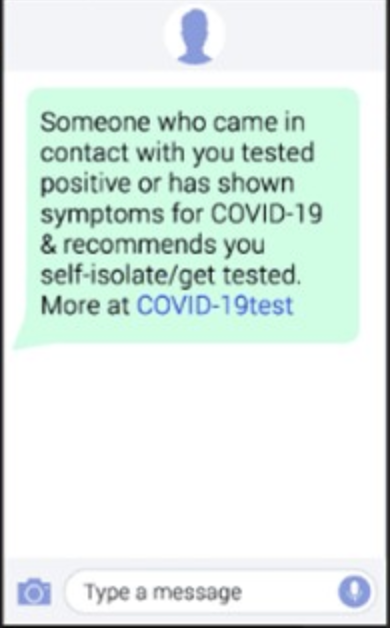 Someone who came in
contact with you tested
positive or has shown
symptoms for COVID-19
& recommends you
self-isolate/get tested.
More at COVID-19test
Type a message